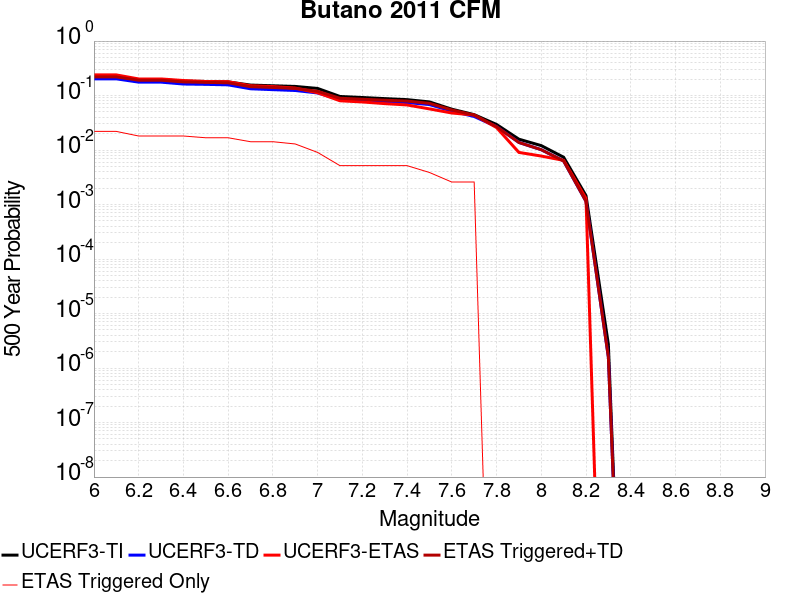 Butano 2011 CFM
10^0
10^-1
10^-2
10^-3
10^-4
10^-5
10^-6
10^-7
10^-8
500 Year Probability
6 6.2 6.4 6.6 6.8 7 7.2 7.4 7.6 7.8 8 8.2 8.4 8.6 8.8 9
Magnitude
UCERF3-TI UCERF3-TD UCERF3-ETAS ETAS Triggered+TD
ETAS Triggered Only